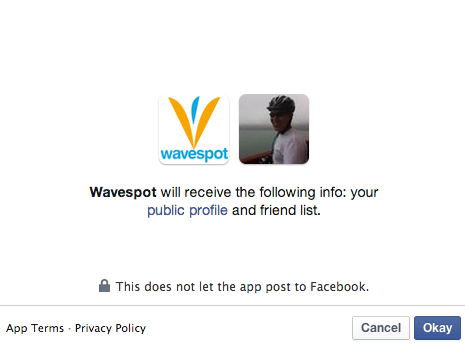 wavespot
Wavespot will receive the following info: your
public profile and friend list.
This does not let the app post to Facebook.
App Terms · Privacy Policy
Cancel
Okay